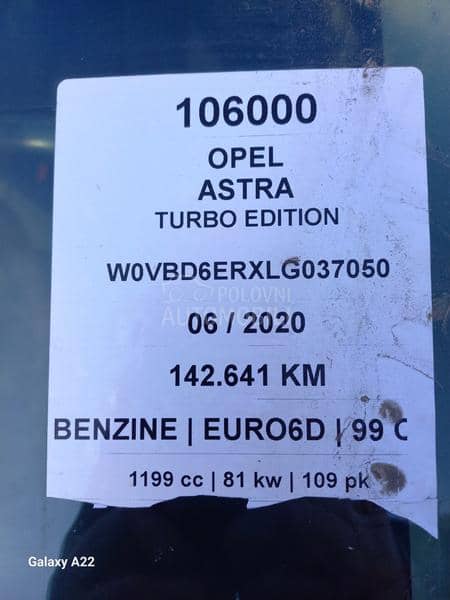 106000
OPEL
ASTRA
TURBO EDITION
W0VBD6ERXLG037050
POLOVNI
AUTOMOBILI
06 / 2020
142.641 KM
BENZINE | EURO6D | 99 C
1199 cc | 81 kw | 109 pk
Galaxy A22